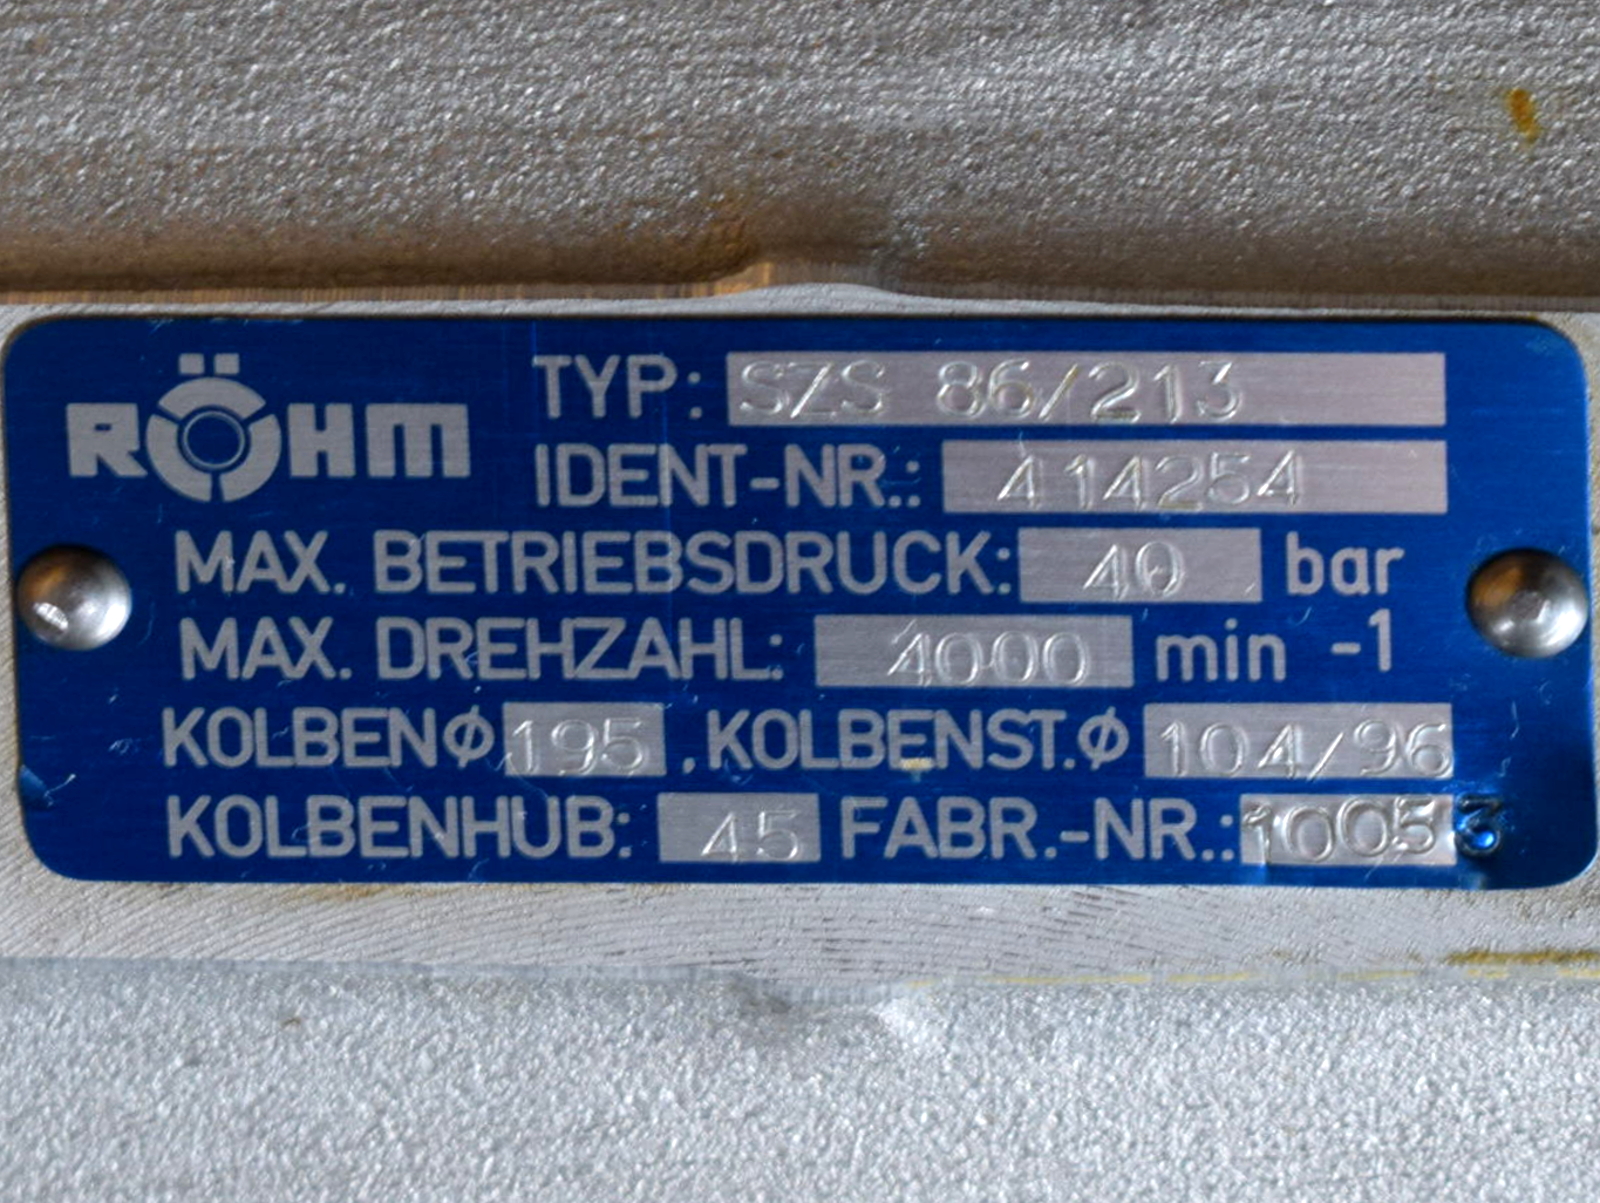 RÖHM
TYP: SZS 86/213
IDENT-NR.: 414254
MAX. BETRIEBSDRUCK: 40 bar
MAX. DREHZAHL: 4000 min -1
KOLBENØ 195 , KOLBENST.Ø 104/96
KOLBENHUB: 45 FABR.-NR.: 10053